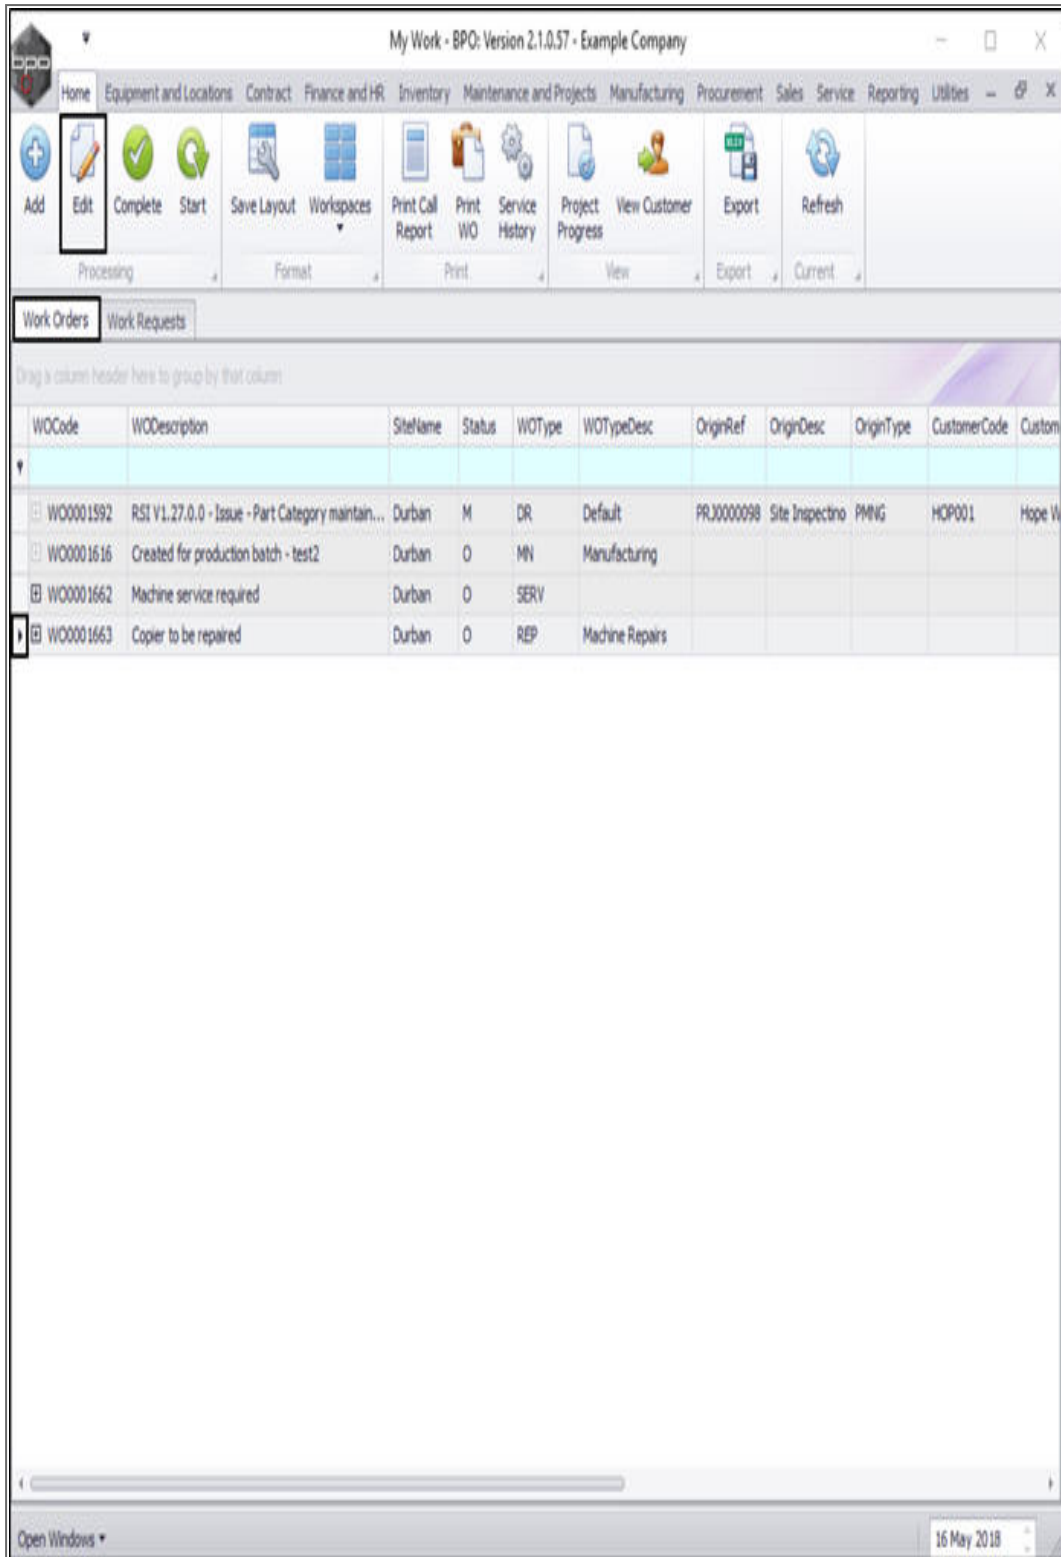 My Work - BPO: Version 2.1.0.57 - Example Company
bpo
Home Equipment and Locations Contract Finance and HR Inventory Maintenance and Projects Manufacturing Procurement Sales Service Reporting Utilities
Add Edit Complete Start Save Layout Workspaces Print Call Report Print WO Service History Project Progress View Customer Export Refresh
Processing Format Print View Export Current
Work Orders Work Requests
Drag a column header here to group by that column
WOCode WODescription SiteName Status WOType WOTypeDesc OriginRef OriginDesc OriginType CustomerCode Custom
WO0001592 RSI V1.27.0.0 - Issue - Part Category maintain... Durban M DR Default PRJ0000098 Site Inspectino PMNG HOP001 Hope W
WO0001616 Created for production batch - test2 Durban O MN Manufacturing
WO0001662 Machine service required Durban O SERV
WO0001663 Copier to be repaired Durban O REP Machine Repairs
Open Windows 16 May 2018